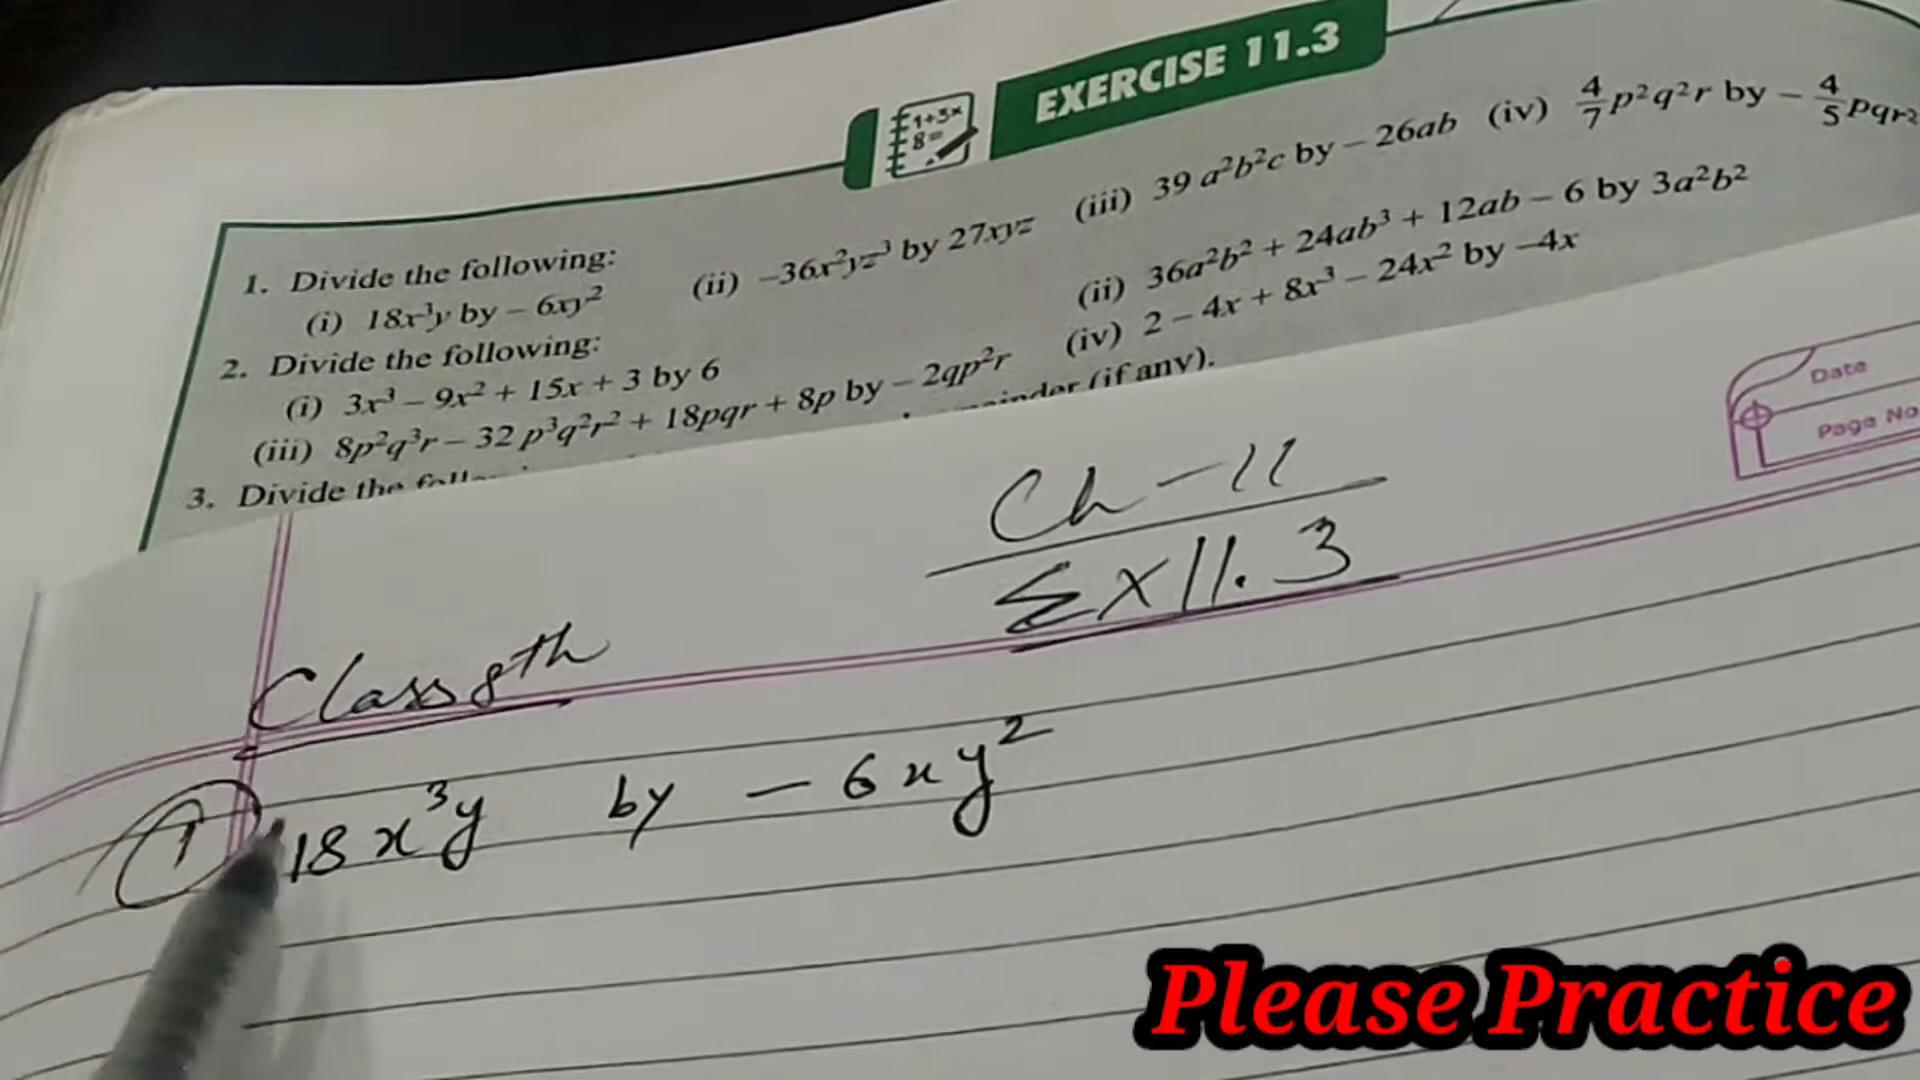 1+5×
8=
EXERCISE 11.3
1. Divide the following:
(i) 18x³y by – 6xy² (ii) –36x²yz³ by 27xyz (iii) 39 a²b²c by – 26ab (iv) 4/7 p²q²r by – 4/5 pqr²
2. Divide the following:
(i) 3x³ – 9x² + 15x + 3 by 6 (ii) 36a²b² + 24ab³ + 12ab – 6 by 3a²b²
(iii) 8p²q³r – 32 p³q²r² + 18pqr + 8p by – 2qp²r (iv) 2 – 4x + 8x³ – 24x² by –4x
3. Divide the (if any).
Date
Page No
Ch - 11
Ex 11.3
Class 8th
1 18x³y by – 6xy²
Please Practice